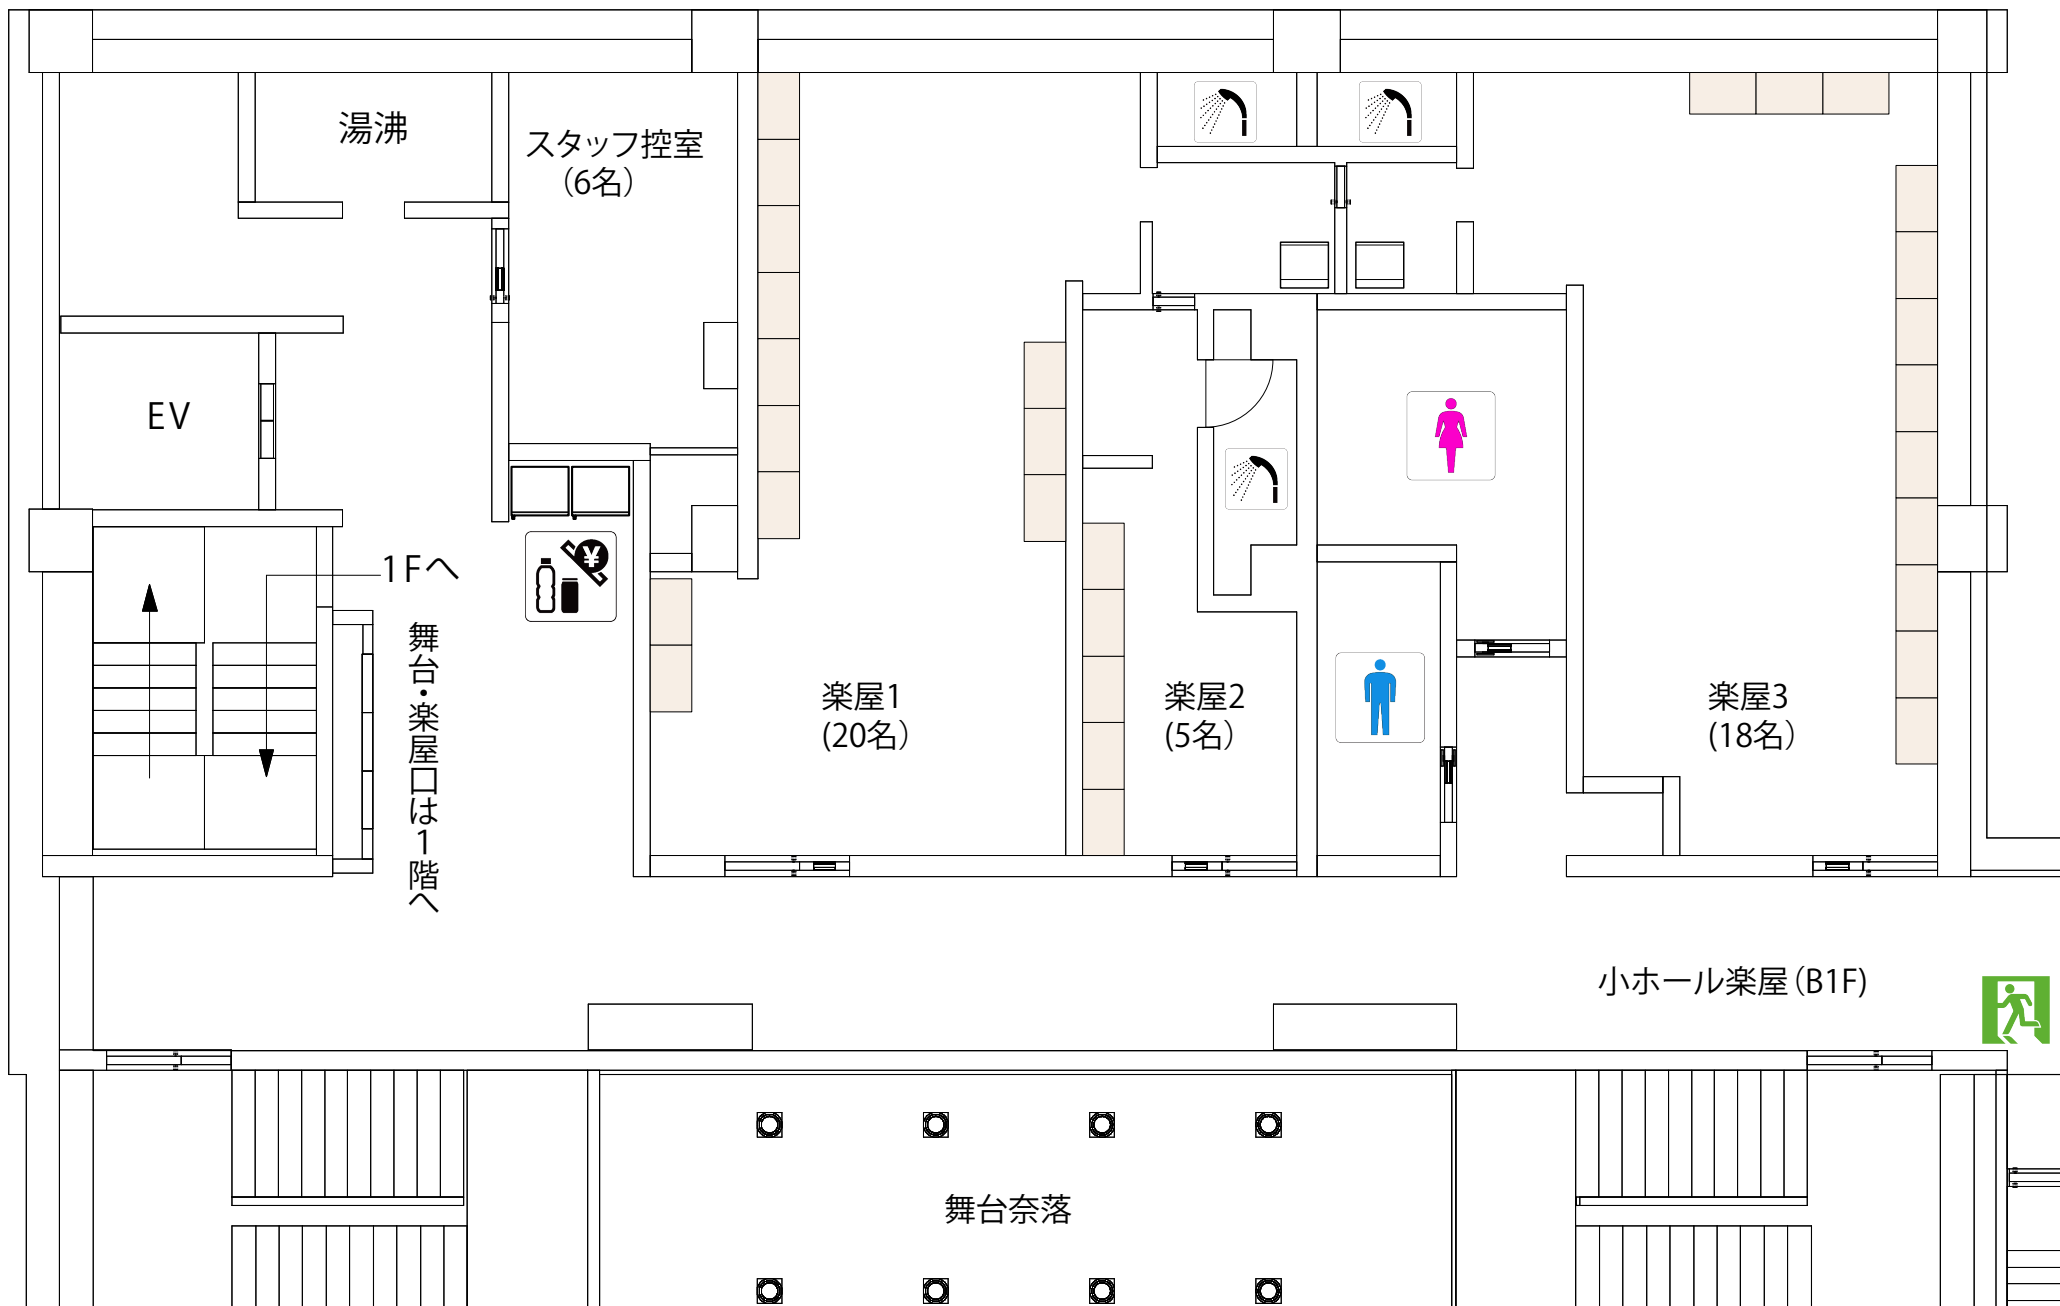 湯沸
スタッフ控室
（6名）
EV
1Fへ
舞台・楽屋口は1階へ
¥
楽屋1
(20名）
楽屋2
(5名）
楽屋3
(18名）
小ホール楽屋（B1F)
舞台奈落